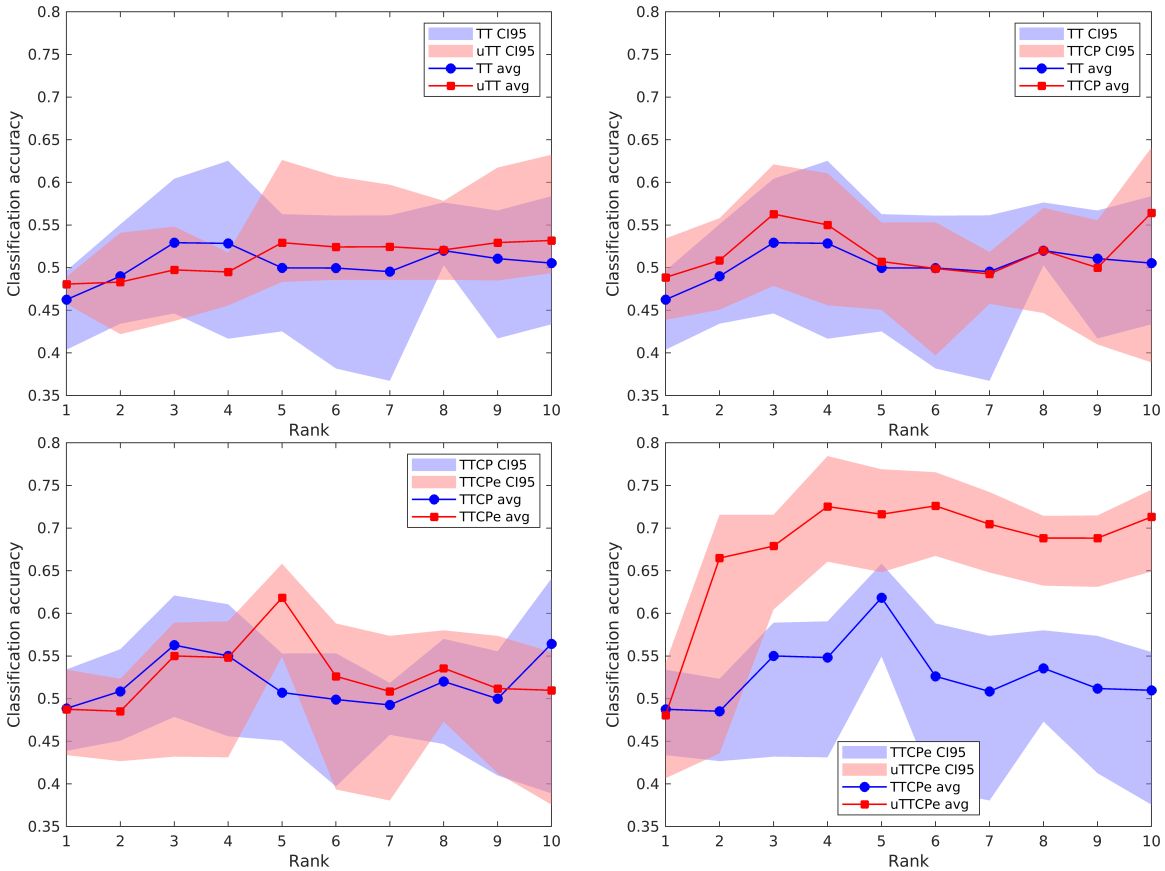 0.8
0.75
0.7
0.65
0.6
0.55
0.5
0.45
0.4
0.35
Classification accuracy
1 2 3 4 5 6 7 8 9 10
Rank
TT CI95
uTT CI95
TT avg
uTT avg
0.8
0.75
0.7
0.65
0.6
0.55
0.5
0.45
0.4
0.35
Classification accuracy
1 2 3 4 5 6 7 8 9 10
Rank
TT CI95
TTCP CI95
TT avg
TTCP avg
0.8
0.75
0.7
0.65
0.6
0.55
0.5
0.45
0.4
0.35
Classification accuracy
1 2 3 4 5 6 7 8 9 10
Rank
TTCP CI95
TTCPe CI95
TTCP avg
TTCPe avg
0.8
0.75
0.7
0.65
0.6
0.55
0.5
0.45
0.4
0.35
Classification accuracy
1 2 3 4 5 6 7 8 9 10
Rank
TTCPe CI95
uTTCPe CI95
TTCPe avg
uTTCPe avg